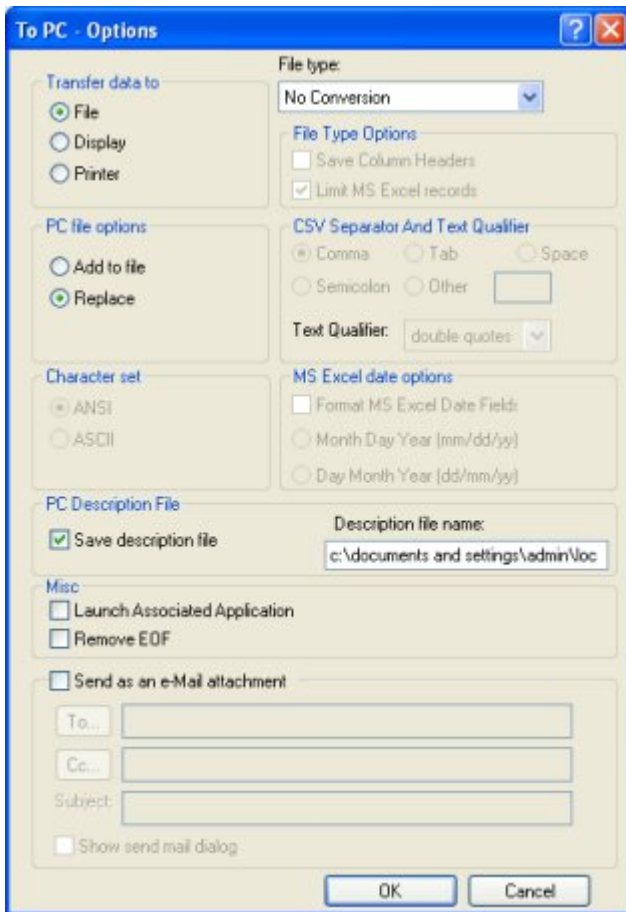 To PC - Options
File type:
Transfer data to
No Conversion
File
Display
Printer
File Type Options
Save Column Headers
Limit MS Excel records
PC file options
Add to file
Replace
CSV Separator And Text Qualifier
Comma
Tab
Space
Semicolon
Other
Text Qualifier:
double quotes
Character set
ANSI
ASCII
MS Excel date options
Format MS Excel Date Fields
Month Day Year (mm/dd/yy)
Day Month Year (dd/mm/yy)
PC Description File
Save description file
Description file name:
c:\documents and settings\admin\loc
Misc
Launch Associated Application
Remove EOF
Send as an e-Mail attachment
To...
Cc...
Subject:
Show send mail dialog
OK
Cancel